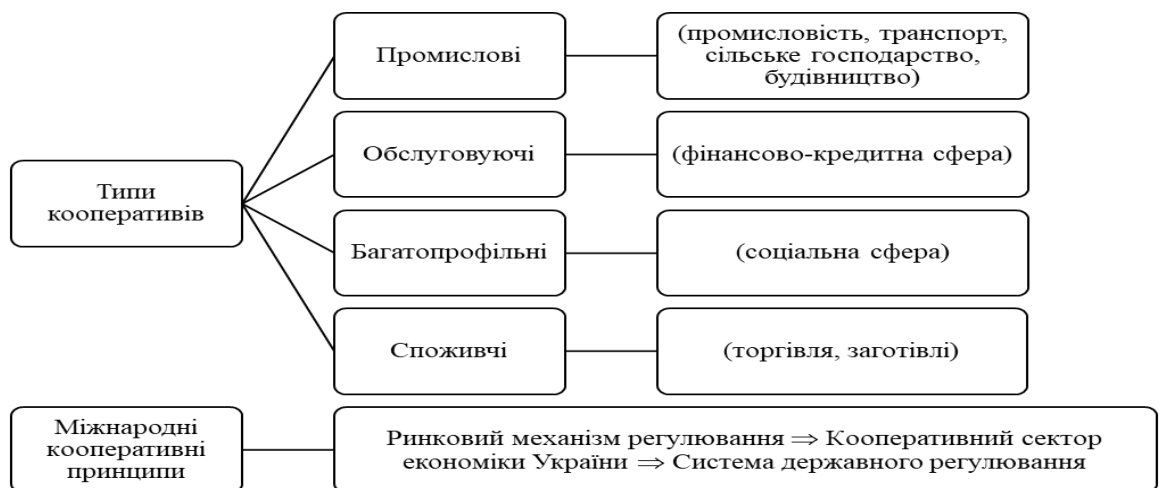 Типи
кооперативів
Промислові
(промисловість, транспорт,
сільське господарство,
будівництво)
Обслуговуючі
(фінансово-кредитна сфера)
Багатопрофільні
(соціальна сфера)
Споживчі
(торгівля, заготівлі)
Міжнародні
кооперативні
принципи
Ринковий механізм регулювання ⇒ Кооперативний сектор
економіки України ⇒ Система державного регулювання